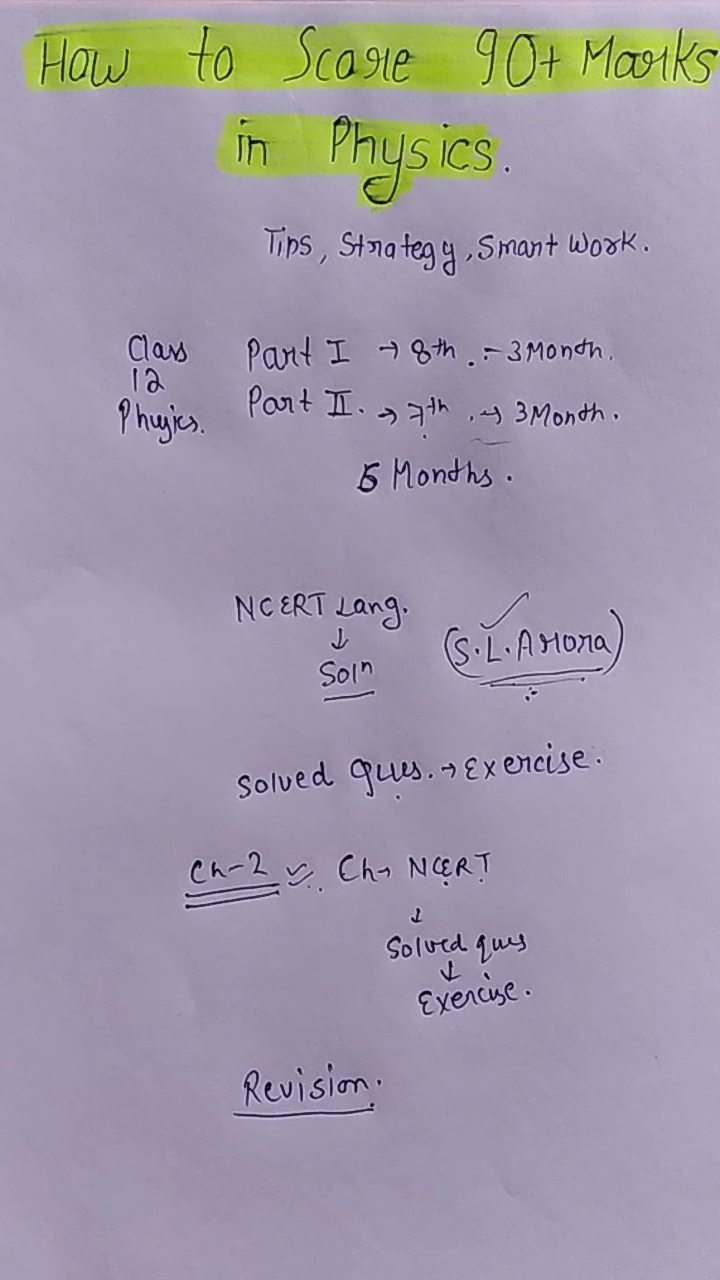 How to Score 90+ Marks
in Physics.
Tips, Strategy, Smart Work.
Class 12 Physics.
Part I → 8th . - 3 Month.
Part II. → 7th . → 3 Month.
5 Months.
NCERT Lang.
↓
Soln
(S.L. Arora)
Solved Ques. → Exercise.
Ch-2
Ch → NCERT
↓
Solved ques
↓
Exercise.
Revision.